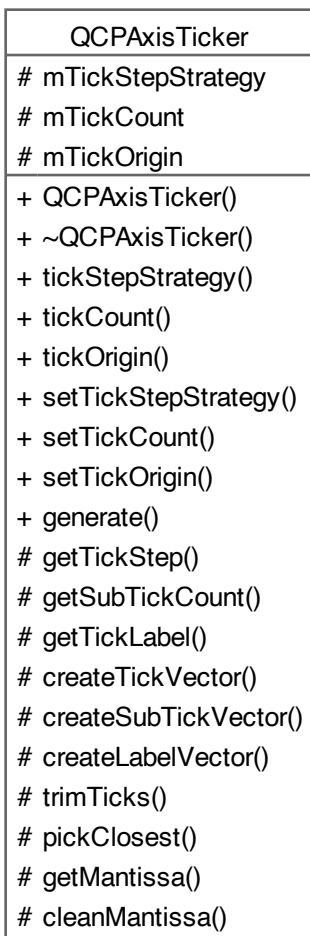 QCPAxisTicker
# mTickStepStrategy
# mTickCount
# mTickOrigin
+ QCPAxisTicker()
+ ~QCPAxisTicker()
+ tickStepStrategy()
+ tickCount()
+ tickOrigin()
+ setTickStepStrategy()
+ setTickCount()
+ setTickOrigin()
+ generate()
# getTickStep()
# getSubTickCount()
# getTickLabel()
# createTickVector()
# createSubTickVector()
# createLabelVector()
# trimTicks()
# pickClosest()
# getMantissa()
# cleanMantissa()